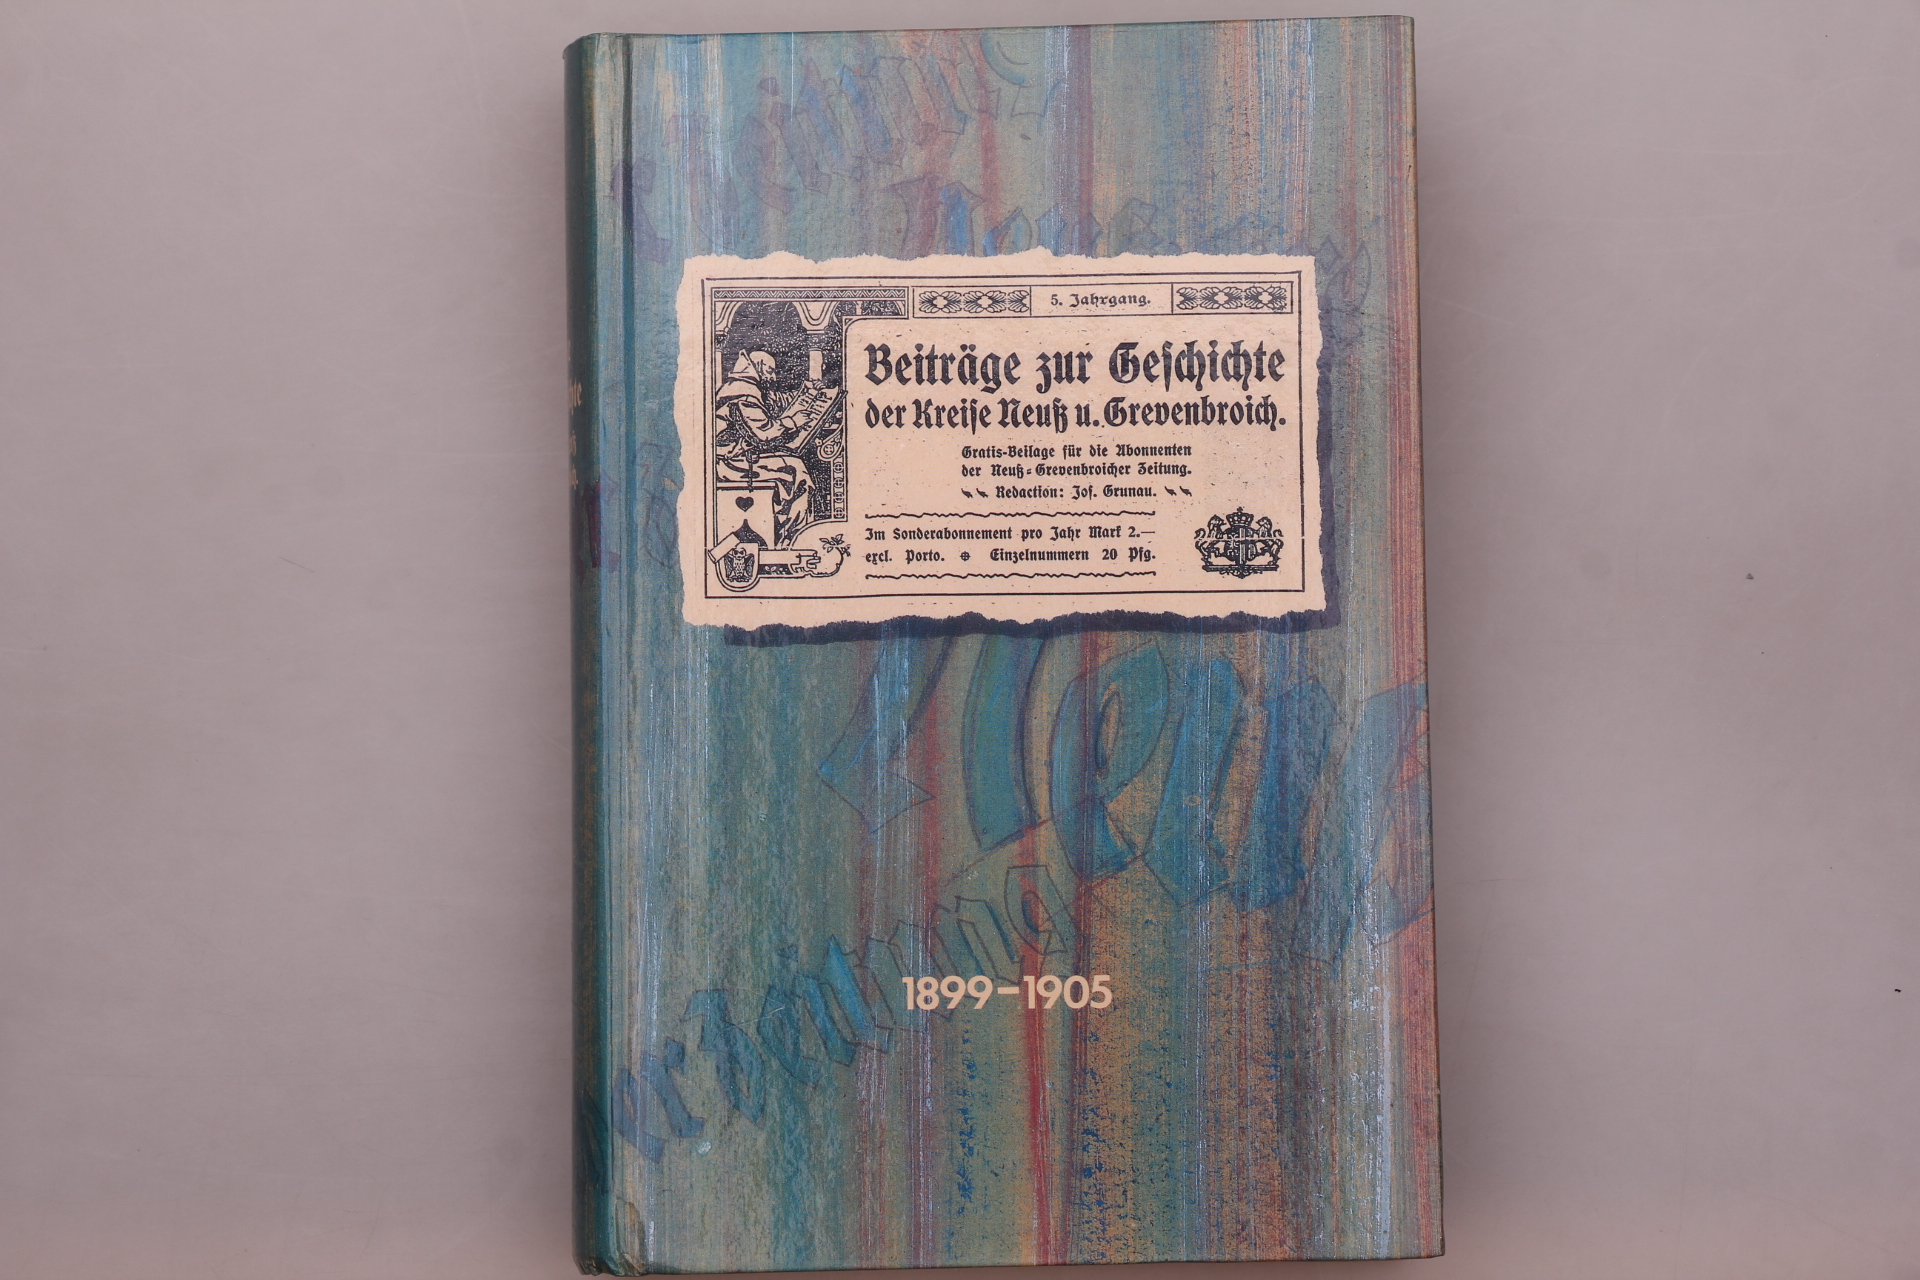 5. Jahrgang.
Beiträge zur Geschichte
der Kreise Neuß u. Grevenbroich.
Gratis-Beilage für die Abonnenten
der Neuß-Grevenbroicher Zeitung.
Redaction: Jos. Grunau.
Im Sonderabonnement pro Jahr Mark 2.—
excl. Porto. Einzelnummern 20 Pfg.
1899-1905